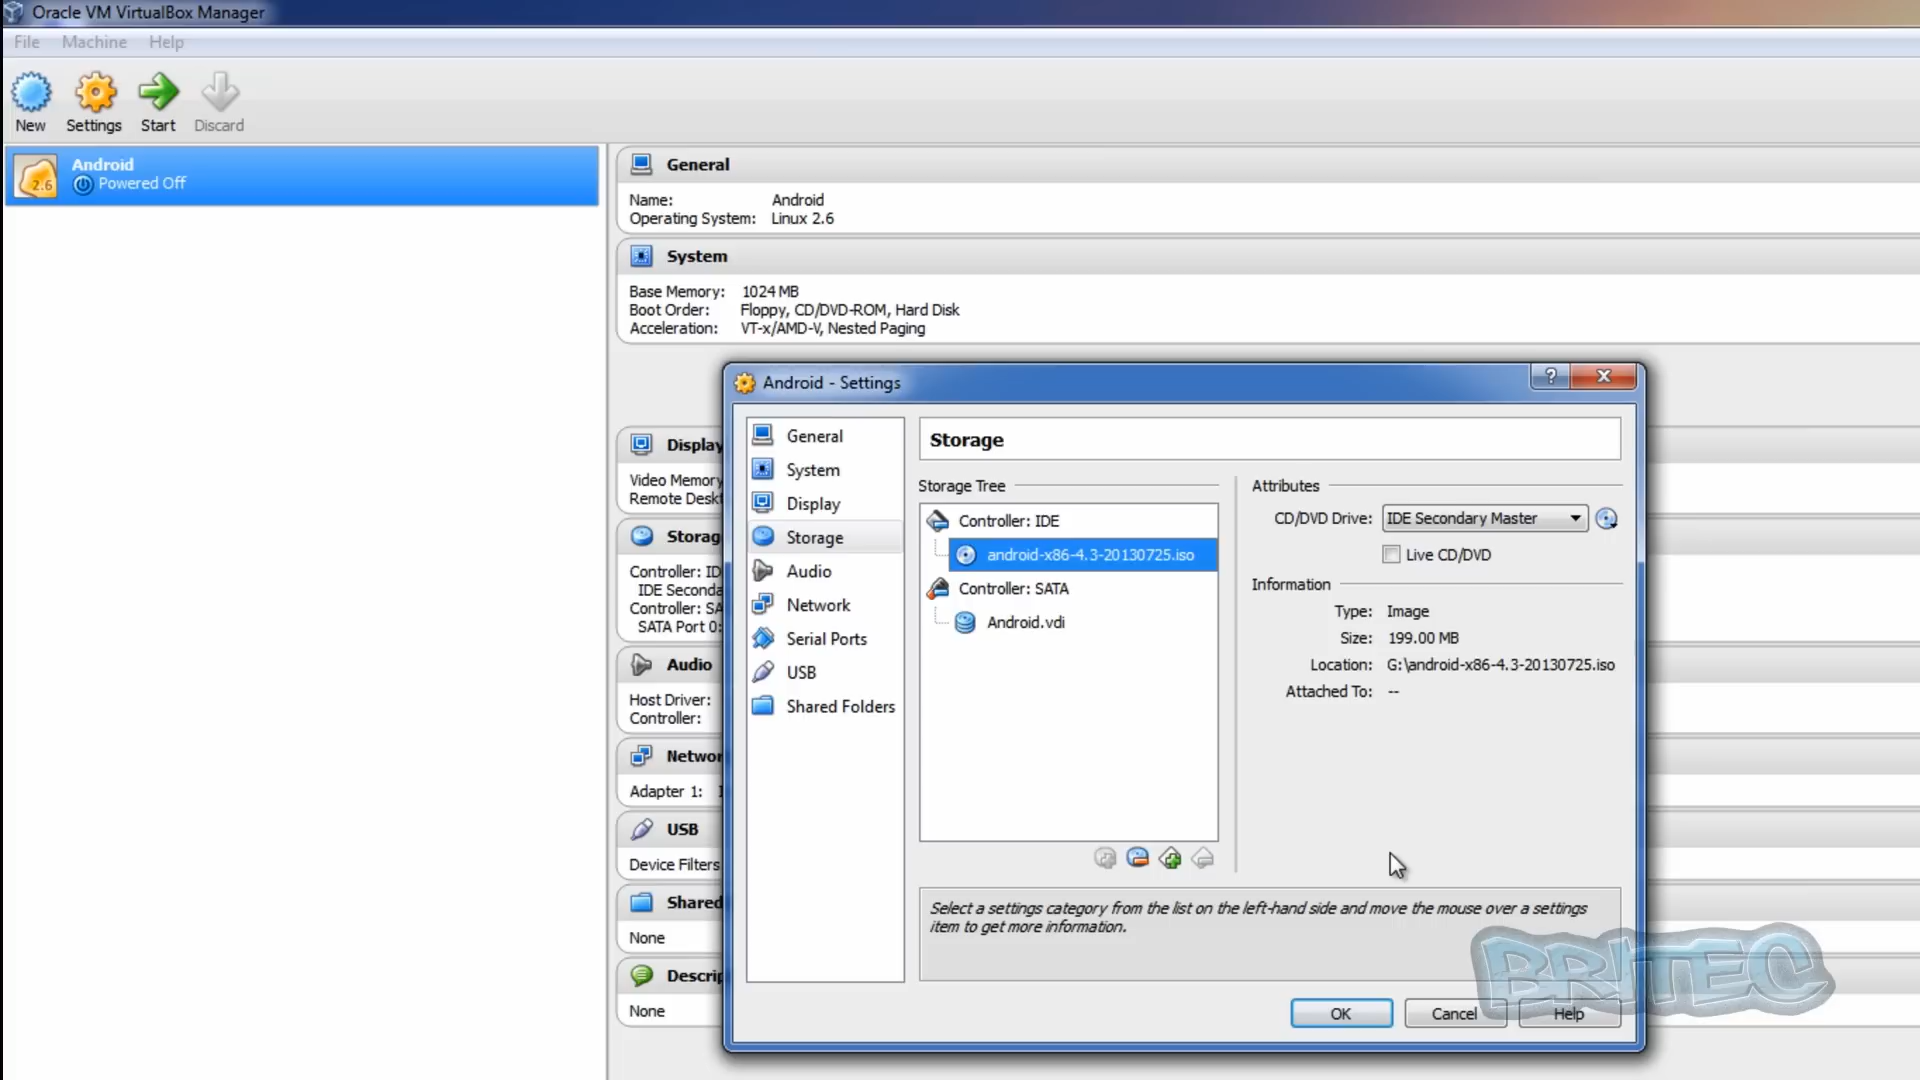 Oracle VM VirtualBox Manager
File Machine Help
New Settings Start Discard
Android
2.6
Powered Off
General
Name: Android
Operating System: Linux 2.6
System
Base Memory: 1024 MB
Boot Order: Floppy, CD/DVD-ROM, Hard Disk
Acceleration: VT-x/AMD-V, Nested Paging
Display
Video Memory
Remote Deskt
Storag
Controller: ID
IDE Seconda
Controller: SA
SATA Port 0:
Audio
Host Driver:
Controller:
Networ
Adapter 1:
USB
Device Filters
Shared
None
Descrip
None
Android - Settings
?
General
System
Display
Storage
Audio
Network
Serial Ports
USB
Shared Folders
Storage
Storage Tree
Controller: IDE
android-x86-4.3-20130725.iso
Controller: SATA
Android.vdi
Attributes
CD/DVD Drive: IDE Secondary Master
Live CD/DVD
Information
Type: Image
Size: 199.00 MB
Location: G:\android-x86-4.3-20130725.iso
Attached To: --
Select a settings category from the list on the left-hand side and move the mouse over a settings
item to get more information.
OK Cancel Help
BRITEC